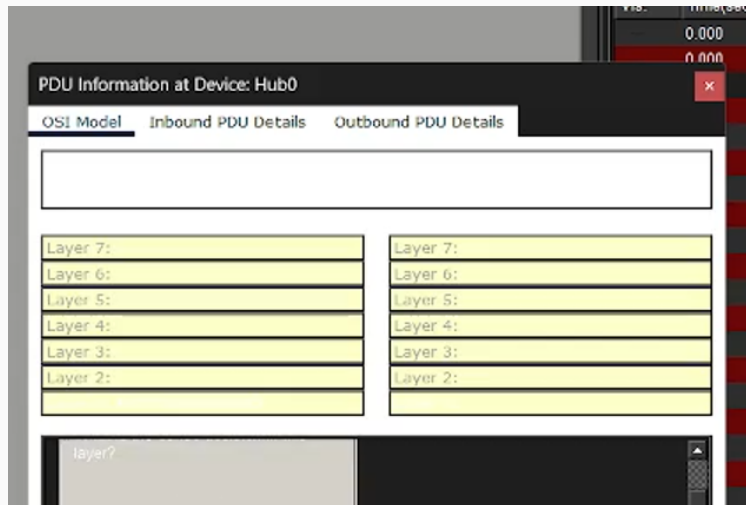 Time(sec
0.000
0.000
PDU Information at Device: Hub0
OSI Model Inbound PDU Details Outbound PDU Details
Layer 7: Layer 7:
Layer 6: Layer 6:
Layer 5: Layer 5:
Layer 4: Layer 4:
Layer 3: Layer 3:
Layer 2: Layer 2:
layer?